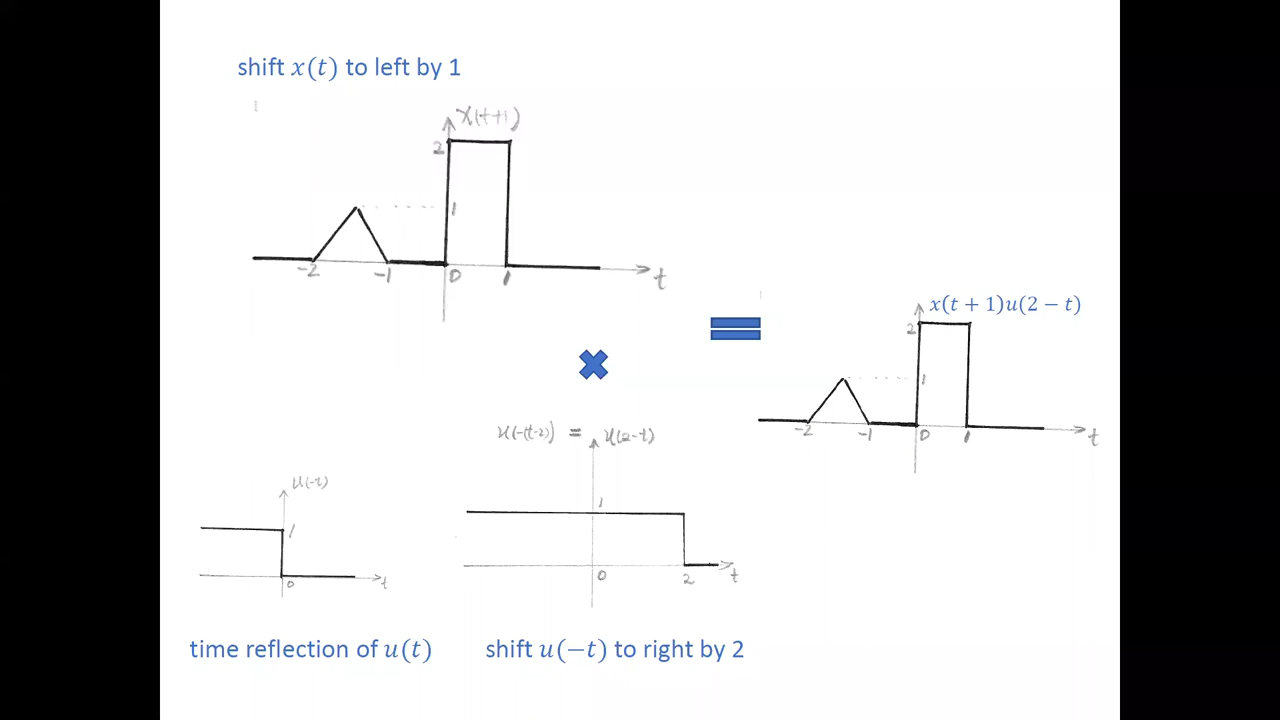 shift x(t) to left by 1
x(t+1)
2
1
-2 -1 0 1 t
x(t + 1)u(2 − t)
2
1
-2 -1 0 1 t
u(-(t-2)) = u(2-t)
1
0 2 t
u(-t)
1
0 t
time reflection of u(t)
shift u(−t) to right by 2